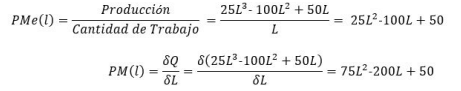 PMe(l) = Producción / Cantidad de Trabajo = 25L³- 100L² + 50L / L = 25L²-100L + 50
PM(l) = δQ / δL = δ(25L³-100L² + 50L) / δL = 75L²-200L + 50